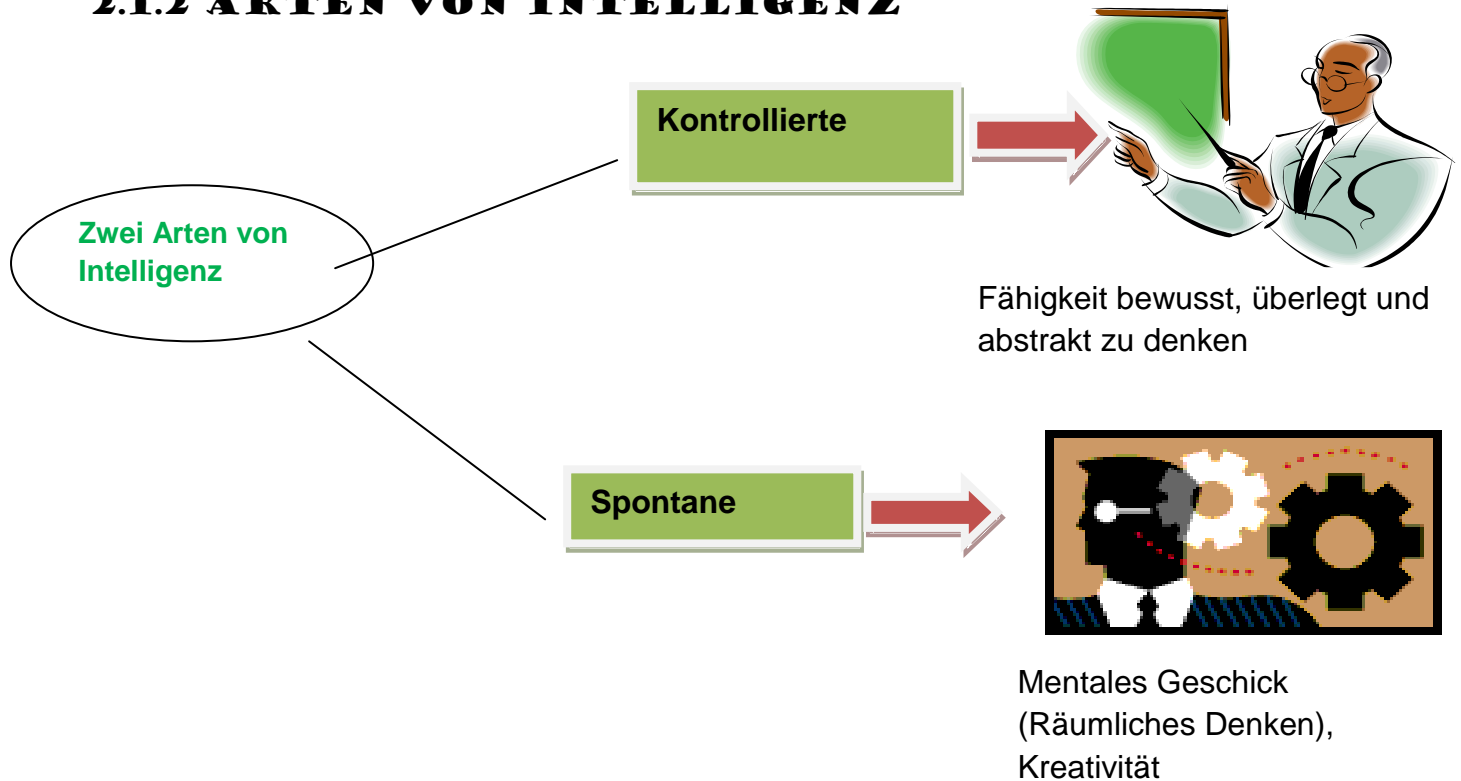 2.1.2 ARTEN VON INTELLIGENZ
Kontrollierte
Zwei Arten von
Intelligenz
Fähigkeit bewusst, überlegt und
abstrakt zu denken
Spontane
Mentales Geschick
(Räumliches Denken),
Kreativität